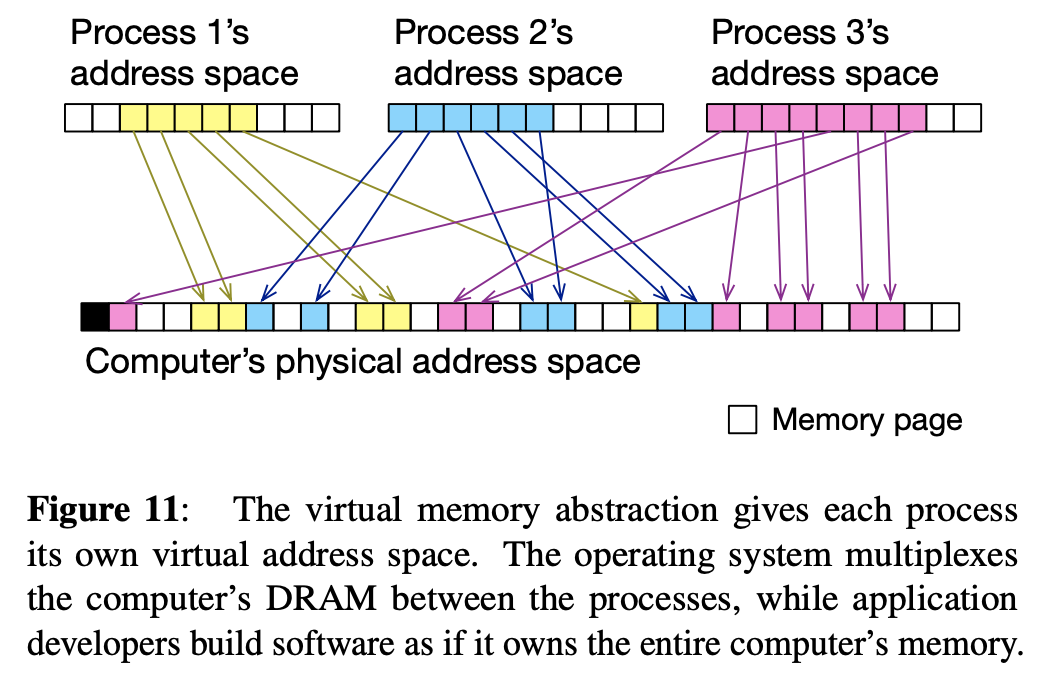 Process 1’s
address space
Process 2’s
address space
Process 3’s
address space
Computer’s physical address space
Memory page
Figure 11: The virtual memory abstraction gives each process
its own virtual address space. The operating system multiplexes
the computer’s DRAM between the processes, while application
developers build software as if it owns the entire computer’s memory.